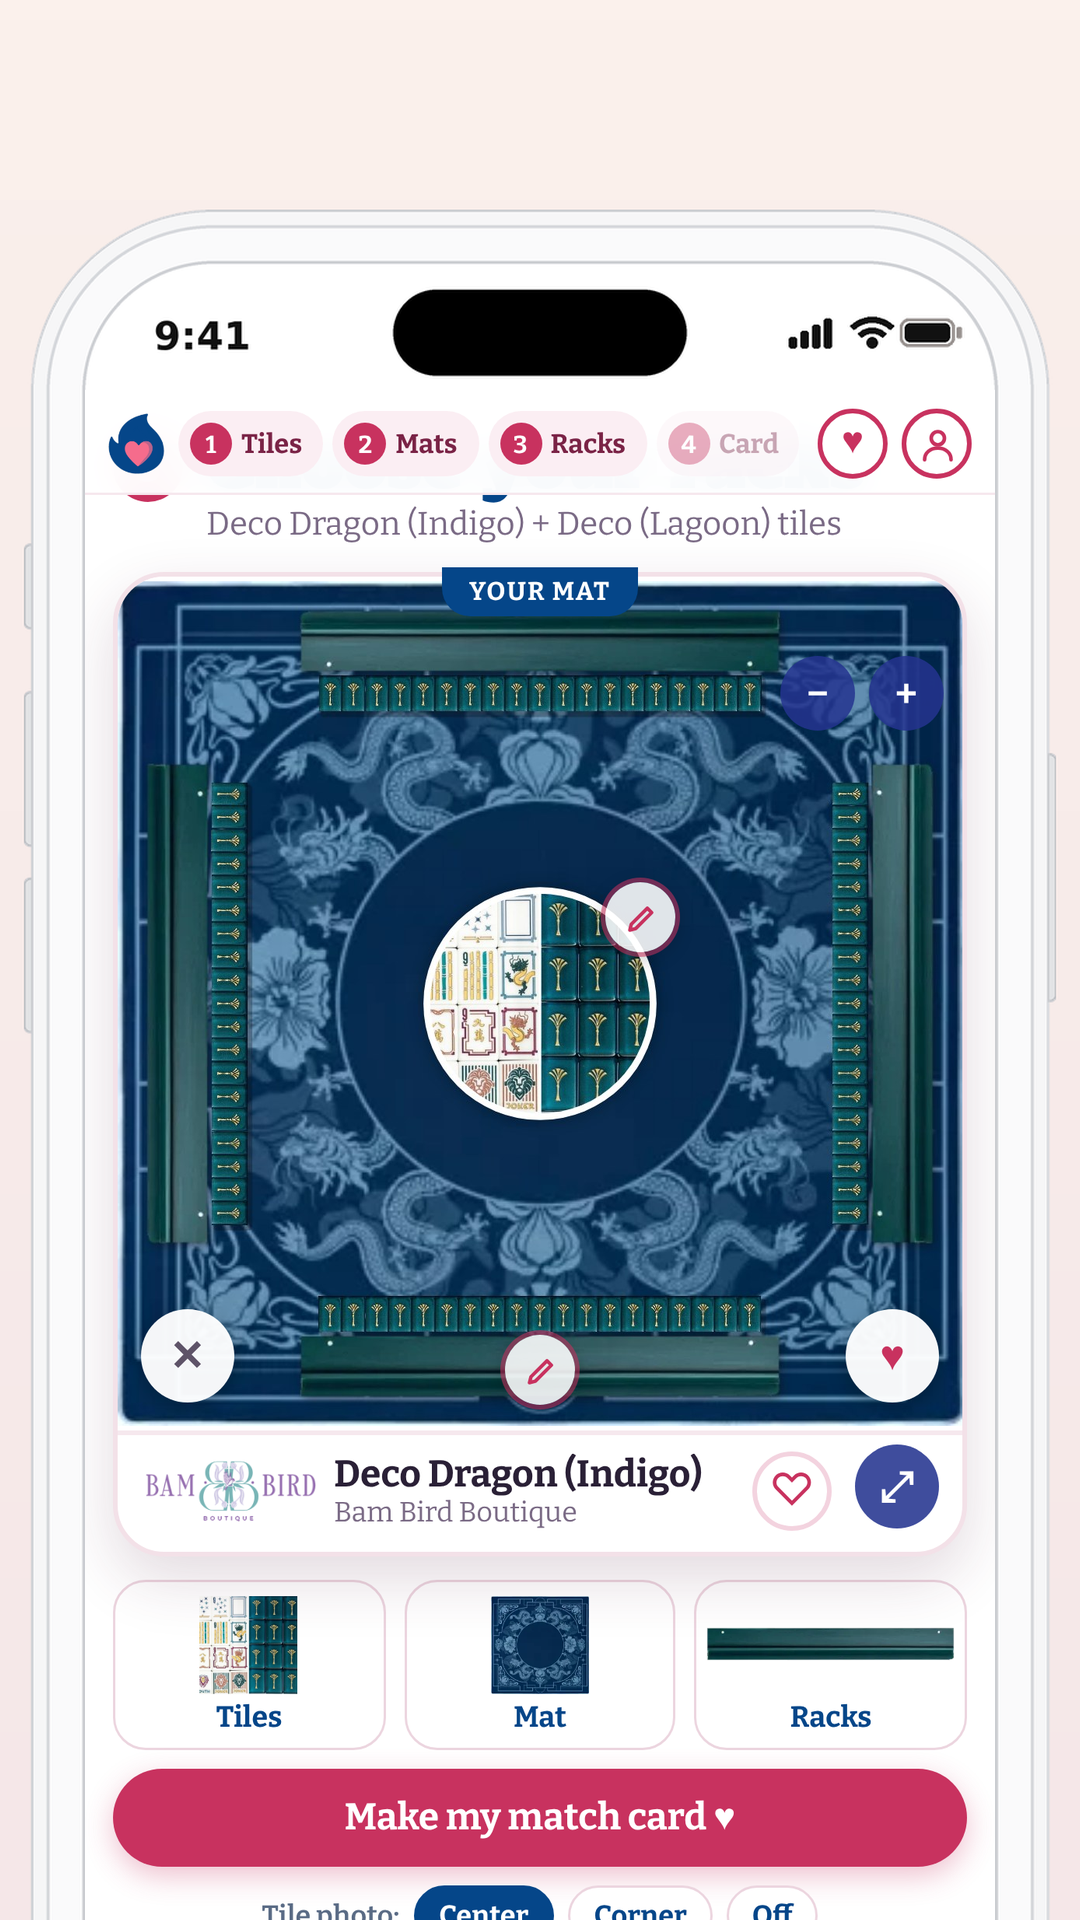 9:41
1 Tiles 2 Mats 3 Racks 4 Card
Deco Dragon (Indigo) + Deco (Lagoon) tiles
YOUR MAT
JOKER
BAM BIRD
BOUTIQUE
Deco Dragon (Indigo)
Bam Bird Boutique
Tiles
Mat
Racks
Make my match card ♥
Tile photo: Center Corner Off